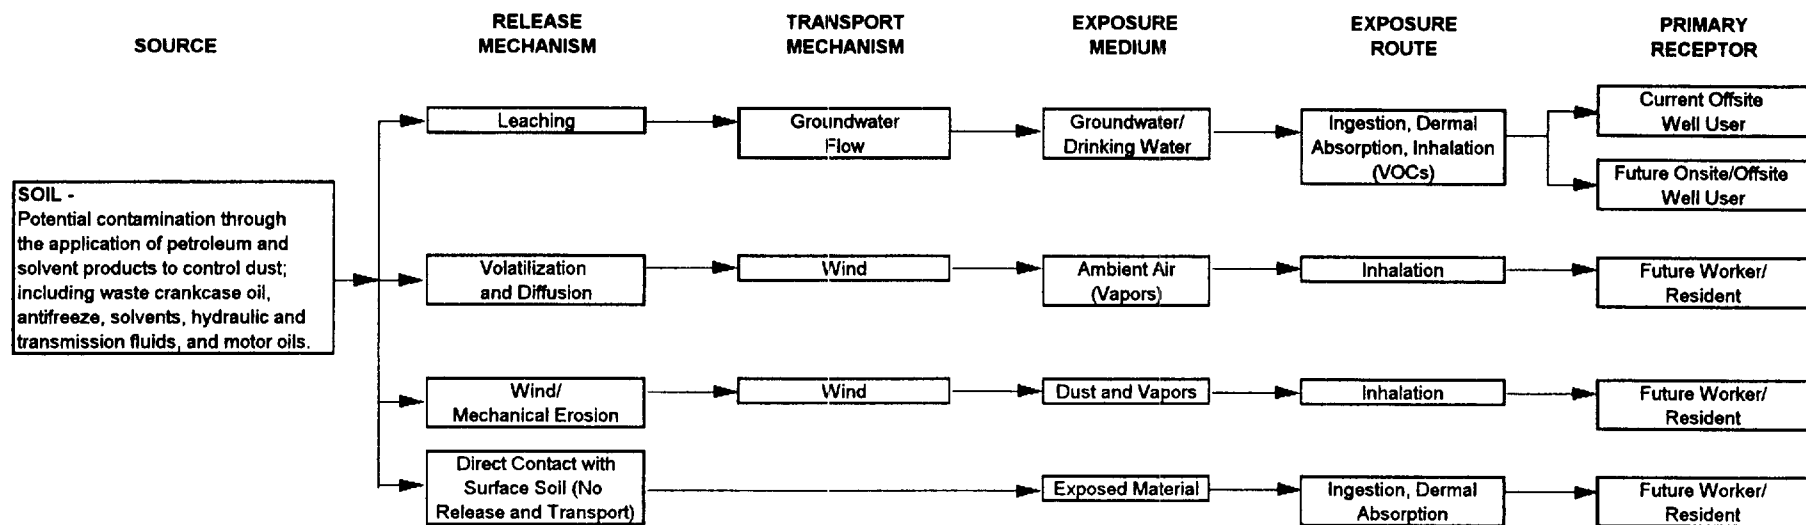 SOURCE
RELEASE
MECHANISM
TRANSPORT
MECHANISM
EXPOSURE
MEDIUM
EXPOSURE
ROUTE
PRIMARY
RECEPTOR
SOIL -
Potential contamination through
the application of petroleum and
solvent products to control dust;
including waste crankcase oil,
antifreeze, solvents, hydraulic and
transmission fluids, and motor oils.
Leaching
Groundwater
Flow
Groundwater/
Drinking Water
Ingestion, Dermal
Absorption, Inhalation
(VOCs)
Current Offsite
Well User
Future Onsite/Offsite
Well User
Volatilization
and Diffusion
Wind
Ambient Air
(Vapors)
Inhalation
Future Worker/
Resident
Wind/
Mechanical Erosion
Wind
Dust and Vapors
Inhalation
Future Worker/
Resident
Direct Contact with
Surface Soil (No
Release and Transport)
Exposed Material
Ingestion, Dermal
Absorption
Future Worker/
Resident